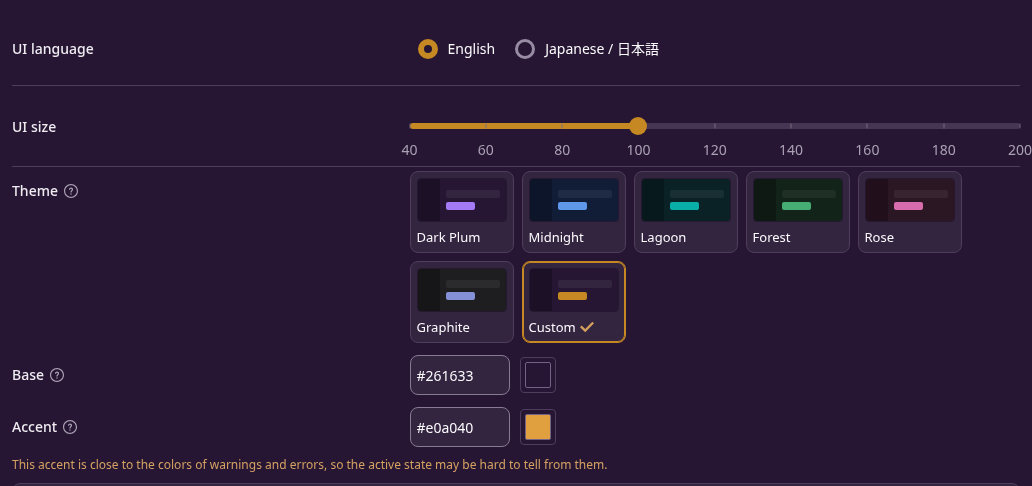 UI language
English
Japanese / 日本語
UI size
40 60 80 100 120 140 160 180 200
Theme ?
Dark Plum
Midnight
Lagoon
Forest
Rose
Graphite
Custom
Base ?
#261633
Accent ?
#e0a040
This accent is close to the colors of warnings and errors, so the active state may be hard to tell from them.